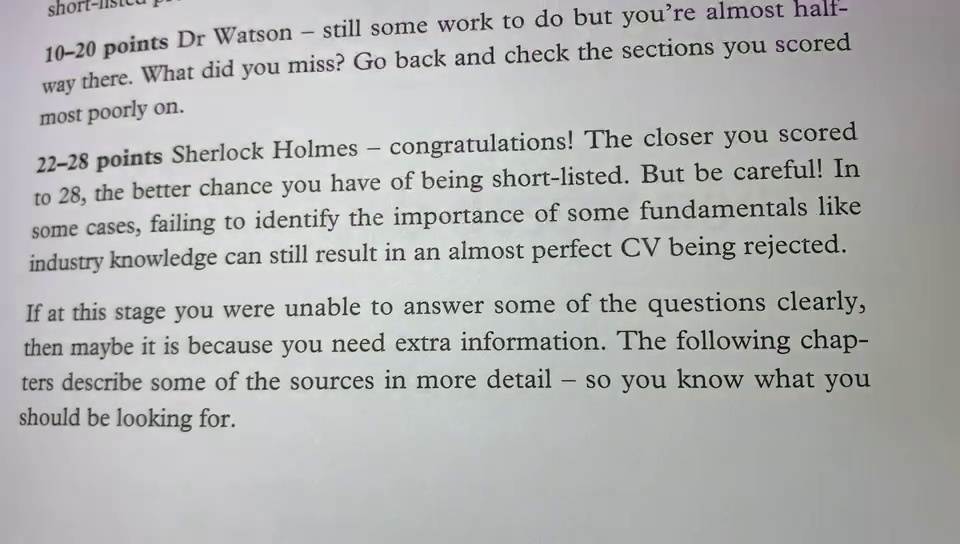 short-listed
10–20 points Dr Watson – still some work to do but you're almost half-
way there. What did you miss? Go back and check the sections you scored
most poorly on.
22–28 points Sherlock Holmes – congratulations! The closer you scored
to 28, the better chance you have of being short-listed. But be careful! In
some cases, failing to identify the importance of some fundamentals like
industry knowledge can still result in an almost perfect CV being rejected.
If at this stage you were unable to answer some of the questions clearly,
then maybe it is because you need extra information. The following chap-
ters describe some of the sources in more detail – so you know what you
should be looking for.